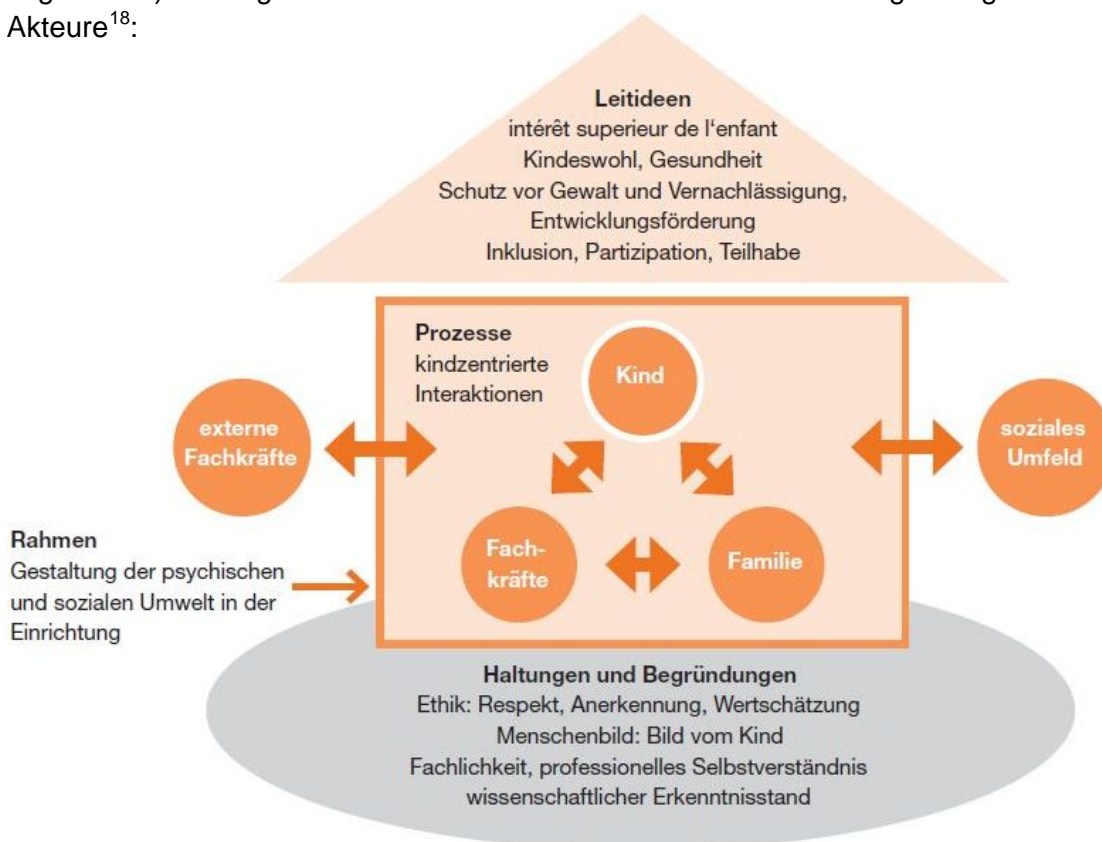 Akteure18:
Leitideen
intérêt superieur de l‘enfant
Kindeswohl, Gesundheit
Schutz vor Gewalt und Vernachlässigung,
Entwicklungsförderung
Inklusion, Partizipation, Teilhabe
Prozesse
kindzentrierte
Interaktionen
Kind
externe
Fachkräfte
soziales
Umfeld
Fach-
kräfte
Familie
Rahmen
Gestaltung der psychischen
und sozialen Umwelt in der
Einrichtung
Haltungen und Begründungen
Ethik: Respekt, Anerkennung, Wertschätzung
Menschenbild: Bild vom Kind
Fachlichkeit, professionelles Selbstverständnis
wissenschaftlicher Erkenntnisstand